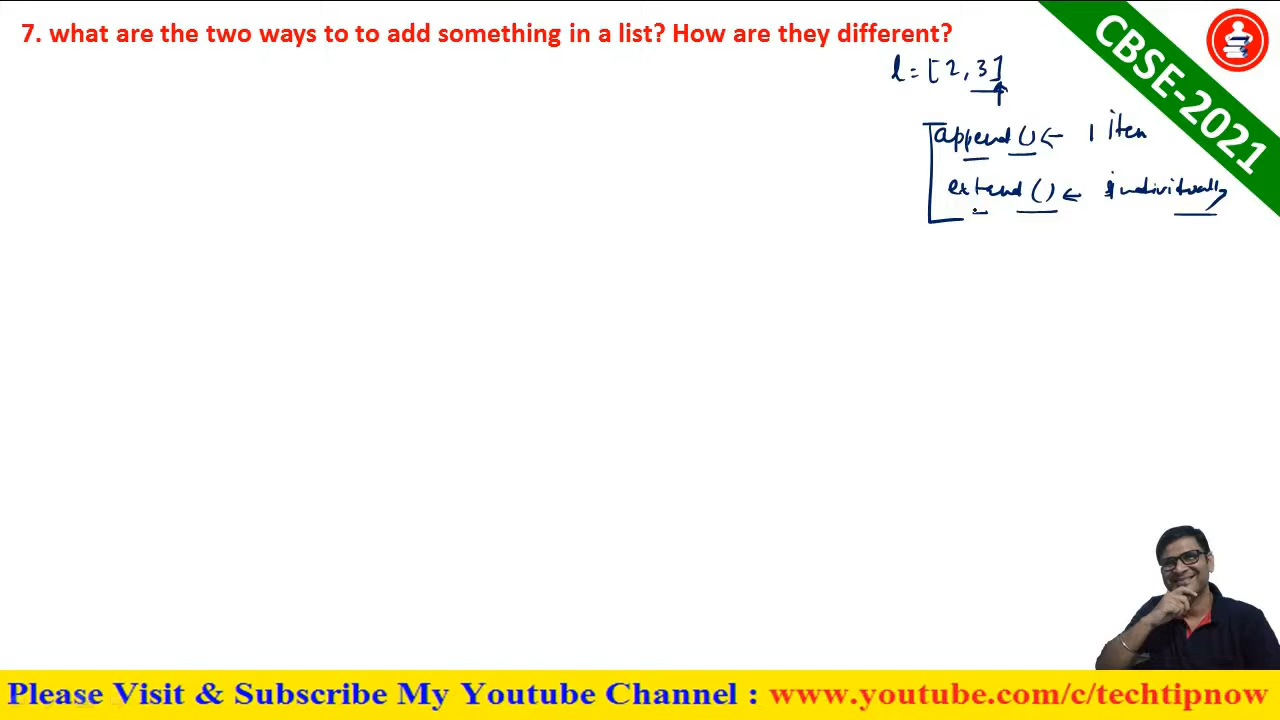 7. what are the two ways to to add something in a list? How are they different?
l = [2, 3]
append() ← 1 item
extend() ← individually
CBSE-2021
Please Visit & Subscribe My Youtube Channel : www.youtube.com/c/techtipnow